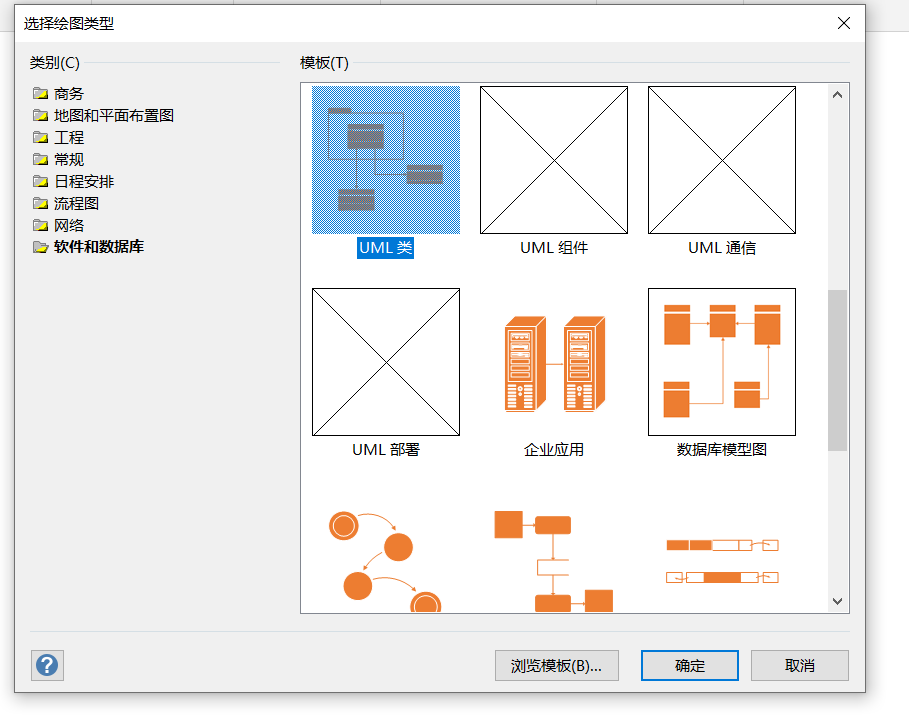 选择绘图类型
类别(C)
商务
地图和平面布置图
工程
常规
日程安排
流程图
网络
软件和数据库
模板(T)
UML 类
UML 组件
UML 通信
UML 部署
企业应用
数据库模型图
?
浏览模板(B)...
确定
取消